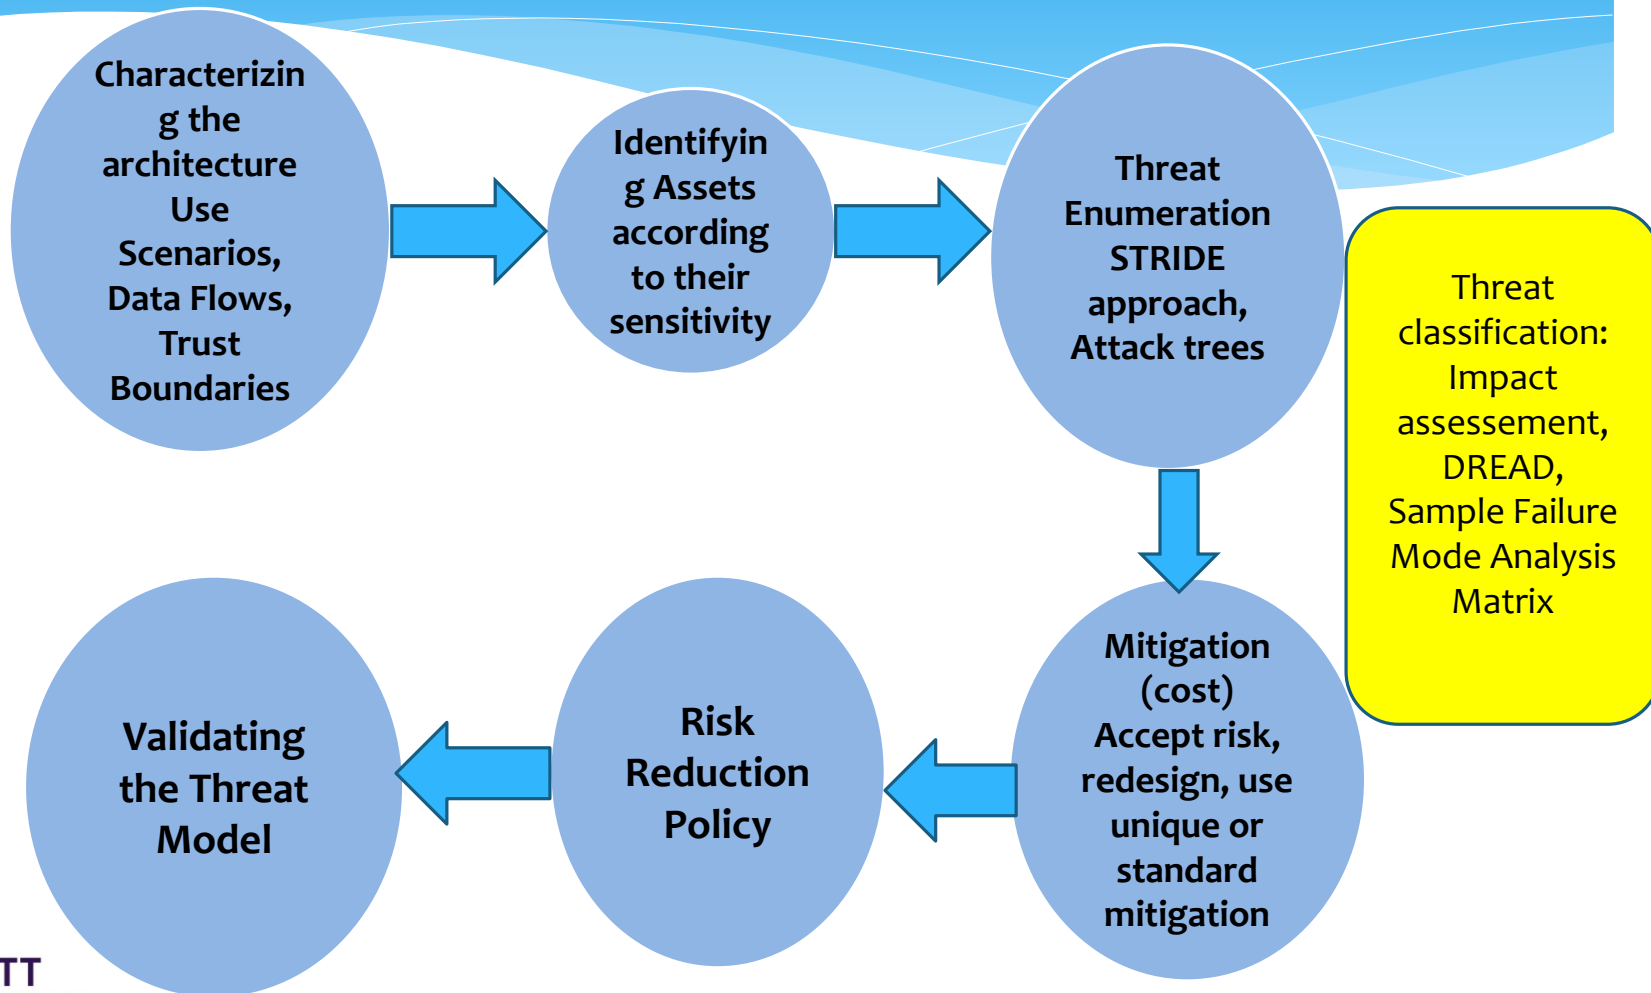 Characterizin
g the
architecture
Use
Scenarios,
Data Flows,
Trust
Boundaries
Identifyin
g Assets
according
to their
sensitivity
Threat
Enumeration
STRIDE
approach,
Attack trees
Threat
classification:
Impact
assessement,
DREAD,
Sample Failure
Mode Analysis
Matrix
Mitigation
(cost)
Accept risk,
redesign, use
unique or
standard
mitigation
Risk
Reduction
Policy
Validating
the Threat
Model
TT